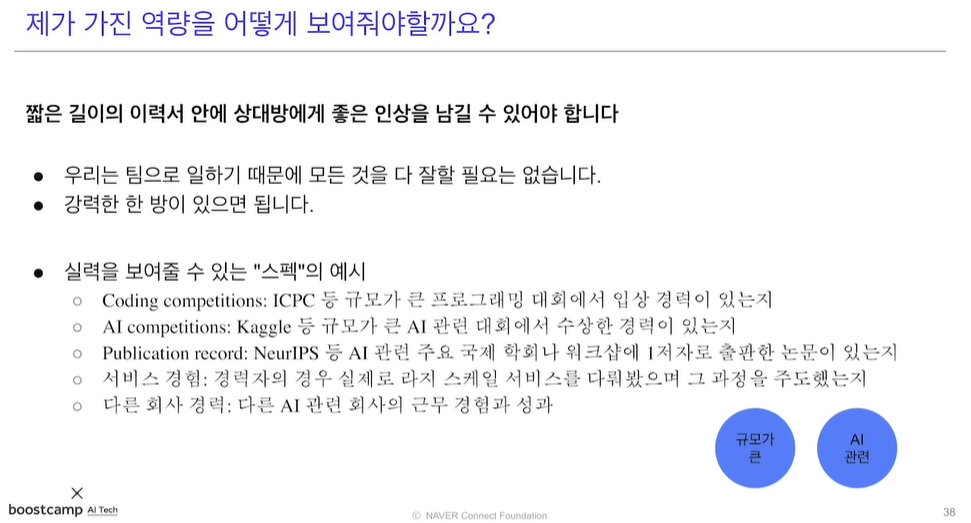 제가 가진 역량을 어떻게 보여줘야할까요?
짧은 길이의 이력서 안에 상대방에게 좋은 인상을 남길 수 있어야 합니다
● 우리는 팀으로 일하기 때문에 모든 것을 다 잘할 필요는 없습니다.
● 강력한 한 방이 있으면 됩니다.
● 실력을 보여줄 수 있는 "스펙"의 예시
○ Coding competitions: ICPC 등 규모가 큰 프로그래밍 대회에서 입상 경력이 있는지
○ AI competitions: Kaggle 등 규모가 큰 AI 관련 대회에서 수상한 경력이 있는지
○ Publication record: NeurIPS 등 AI 관련 주요 국제 학회나 워크샵에 1저자로 출판한 논문이 있는지
○ 서비스 경험: 경력자의 경우 실제로 라지 스케일 서비스를 다뤄봤으며 그 과정을 주도했는지
○ 다른 회사 경력: 다른 AI 관련 회사의 근무 경험과 성과
규모가
큰
AI
관련
boostcamp AI Tech
ⓒ NAVER Connect Foundation
38